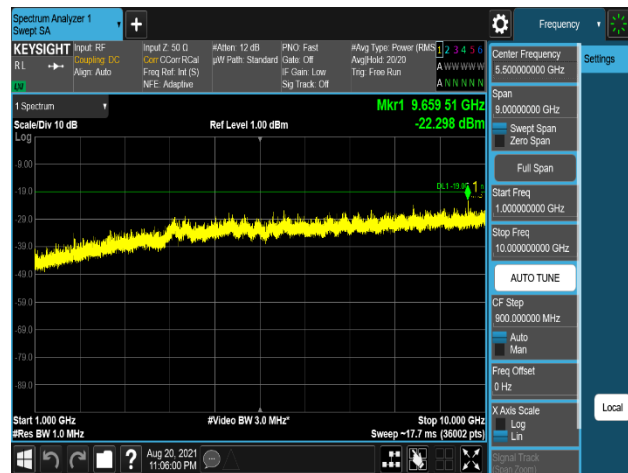 Spectrum Analyzer 1
Swept SA
+
Frequency
KEYSIGHT
RL
Input: RF
Coupling: DC
Align: Auto
Input Z: 50 Ω
Corr CCorr RCal
Freq Ref: Int (S)
NFE: Adaptive
#Atten: 12 dB
µW Path: Standard
PNO: Fast
Gate: Off
IF Gain: Low
Sig Track: Off
#Avg Type: Power (RMS
Avg|Hold: 20/20
Trig: Free Run
1 2 3 4 5 6
A W W W W W
A N N N N N
1 Spectrum
Scale/Div 10 dB
Log
Ref Level 1.00 dBm
Mkr1 9.659 51 GHz
-22.298 dBm
-9.00
-19.0
-29.0
-39.0
-49.0
-59.0
-69.0
-79.0
-89.0
1
Start 1.000 GHz
#Res BW 1.0 MHz
#Video BW 3.0 MHz*
Stop 10.000 GHz
Sweep ~17.7 ms (36002 pts)
Aug 20, 2021
11:06:00 PM
Center Frequency
5.500000000 GHz
Span
9.00000000 GHz
Swept Span
Zero Span
Full Span
Start Freq
1.000000000 GHz
Stop Freq
10.000000000 GHz
AUTO TUNE
CF Step
900.000000 MHz
Auto
Man
Freq Offset
0 Hz
X Axis Scale
Log
Lin
Signal Track
(Span Zoom)
Settings
Local